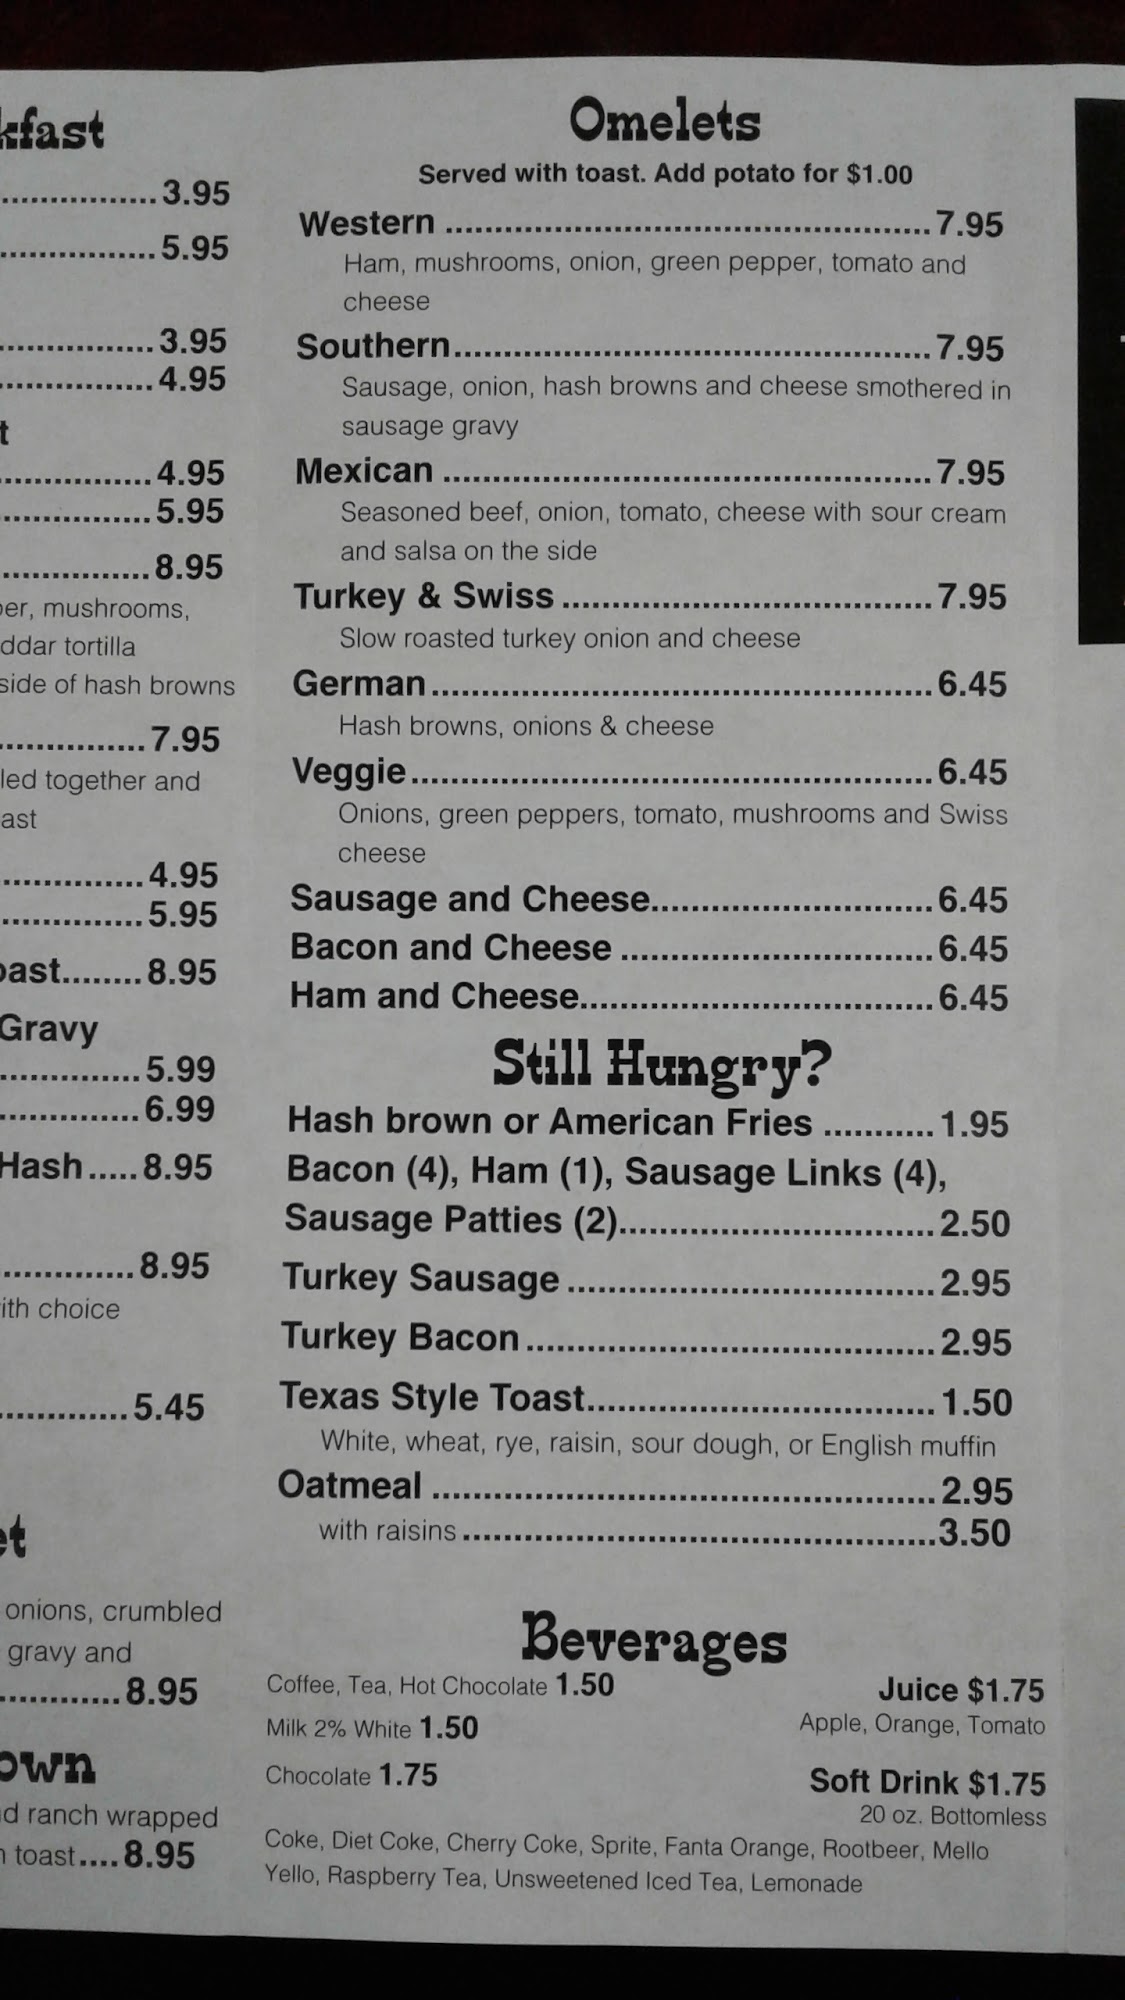 kfast
3.95
5.95
3.95
4.95
t
4.95
5.95
8.95
er, mushrooms,
ddar tortilla
side of hash browns
7.95
led together and
ast
4.95
5.95
oast........8.95
Gravy
5.99
6.99
Hash.....8.95
8.95
ith choice
5.45
et
onions, crumbled
gravy and
8.95
own
d ranch wrapped
toast....8.95
Omelets
Served with toast. Add potato for $1.00
Western 7.95
Ham, mushrooms, onion, green pepper, tomato and
cheese
Southern 7.95
Sausage, onion, hash browns and cheese smothered in
sausage gravy
Mexican 7.95
Seasoned beef, onion, tomato, cheese with sour cream
and salsa on the side
Turkey & Swiss 7.95
Slow roasted turkey onion and cheese
German 6.45
Hash browns, onions & cheese
Veggie 6.45
Onions, green peppers, tomato, mushrooms and Swiss
cheese
Sausage and Cheese 6.45
Bacon and Cheese 6.45
Ham and Cheese 6.45
Still Hungry?
Hash brown or American Fries 1.95
Bacon (4), Ham (1), Sausage Links (4),
Sausage Patties (2) 2.50
Turkey Sausage 2.95
Turkey Bacon 2.95
Texas Style Toast 1.50
White, wheat, rye, raisin, sour dough, or English muffin
Oatmeal 2.95
with raisins 3.50
Beverages
Coffee, Tea, Hot Chocolate 1.50
Milk 2% White 1.50
Chocolate 1.75
Juice $1.75
Apple, Orange, Tomato
Soft Drink $1.75
20 oz. Bottomless
Coke, Diet Coke, Cherry Coke, Sprite, Fanta Orange, Rootbeer, Mello
Yello, Raspberry Tea, Unsweetened Iced Tea, Lemonade